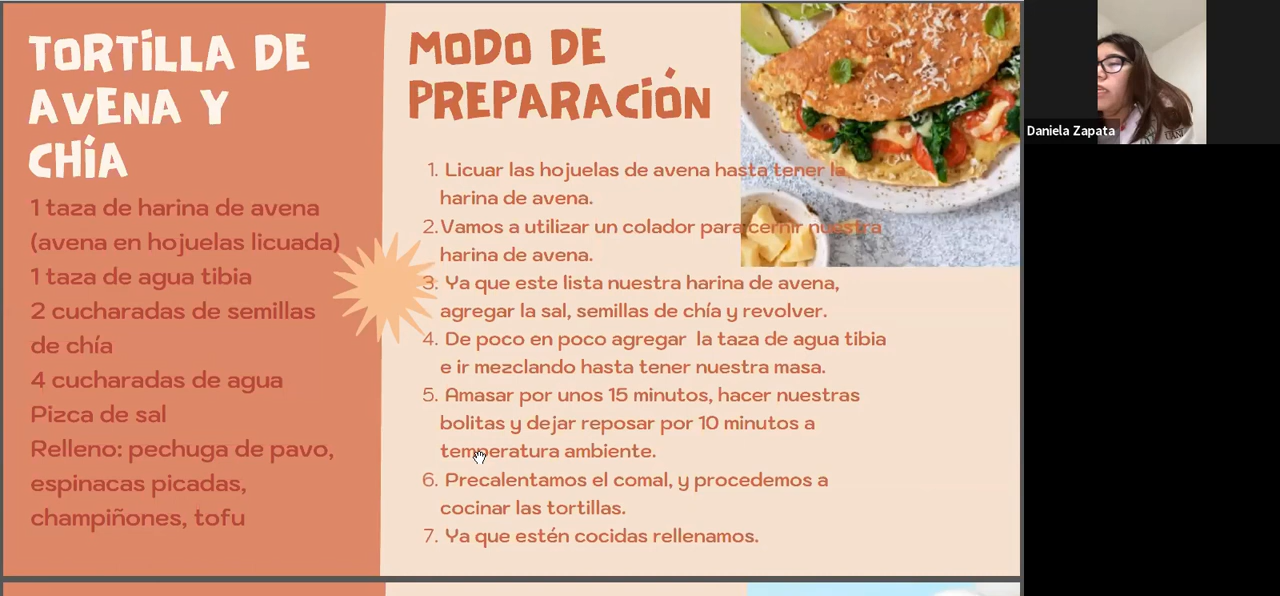 TORTILLA DE
AVENA Y
CHÍA
1 taza de harina de avena
(avena en hojuelas licuada)
1 taza de agua tibia
2 cucharadas de semillas
de chía
4 cucharadas de agua
Pizca de sal
Relleno: pechuga de pavo,
espinacas picadas,
champiñones, tofu
MODO DE
PREPARACIÓN
1. Licuar las hojuelas de avena hasta tener la
harina de avena.
2. Vamos a utilizar un colador para cernir nuestra
harina de avena.
3. Ya que este lista nuestra harina de avena,
agregar la sal, semillas de chía y revolver.
4. De poco en poco agregar la taza de agua tibia
e ir mezclando hasta tener nuestra masa.
5. Amasar por unos 15 minutos, hacer nuestras
bolitas y dejar reposar por 10 minutos a
temperatura ambiente.
6. Precalentamos el comal, y procedemos a
cocinar las tortillas.
7. Ya que estén cocidas rellenamos.
Daniela Zapata